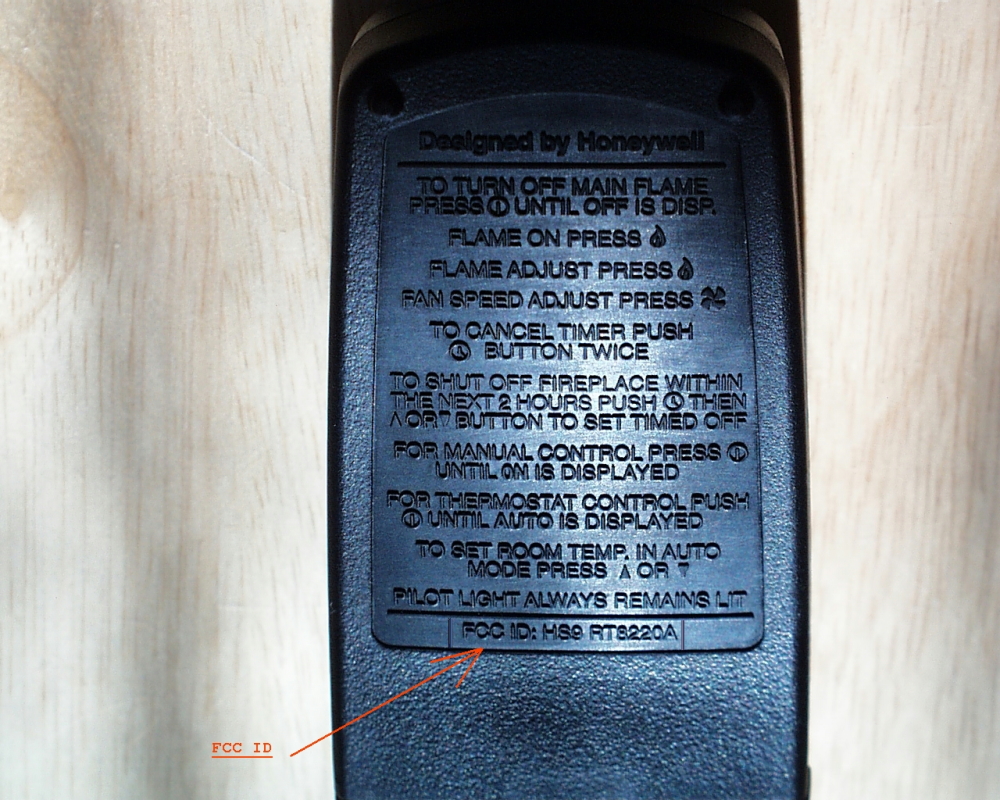 Designed by Honeywell
TO TURN OFF MAIN FLAME
PRESS UNTIL OFF IS DISP.
FLAME ON PRESS
FLAME ADJUST PRESS
FAN SPEED ADJUST PRESS
TO CANCEL TIMER PUSH
BUTTON TWICE
TO SHUT OFF FIREPLACE WITHIN
THE NEXT 2 HOURS PUSH THEN
∧ OR ▽ BUTTON TO SET TIMED OFF
FOR MANUAL CONTROL PRESS
UNTIL ON IS DISPLAYED
FOR THERMOSTAT CONTROL PUSH
UNTIL AUTO IS DISPLAYED
TO SET ROOM TEMP. IN AUTO
MODE PRESS △ OR ▽
PILOT LIGHT ALWAYS REMAINS LIT
FCC ID: HS9 RT8220A
FCC ID